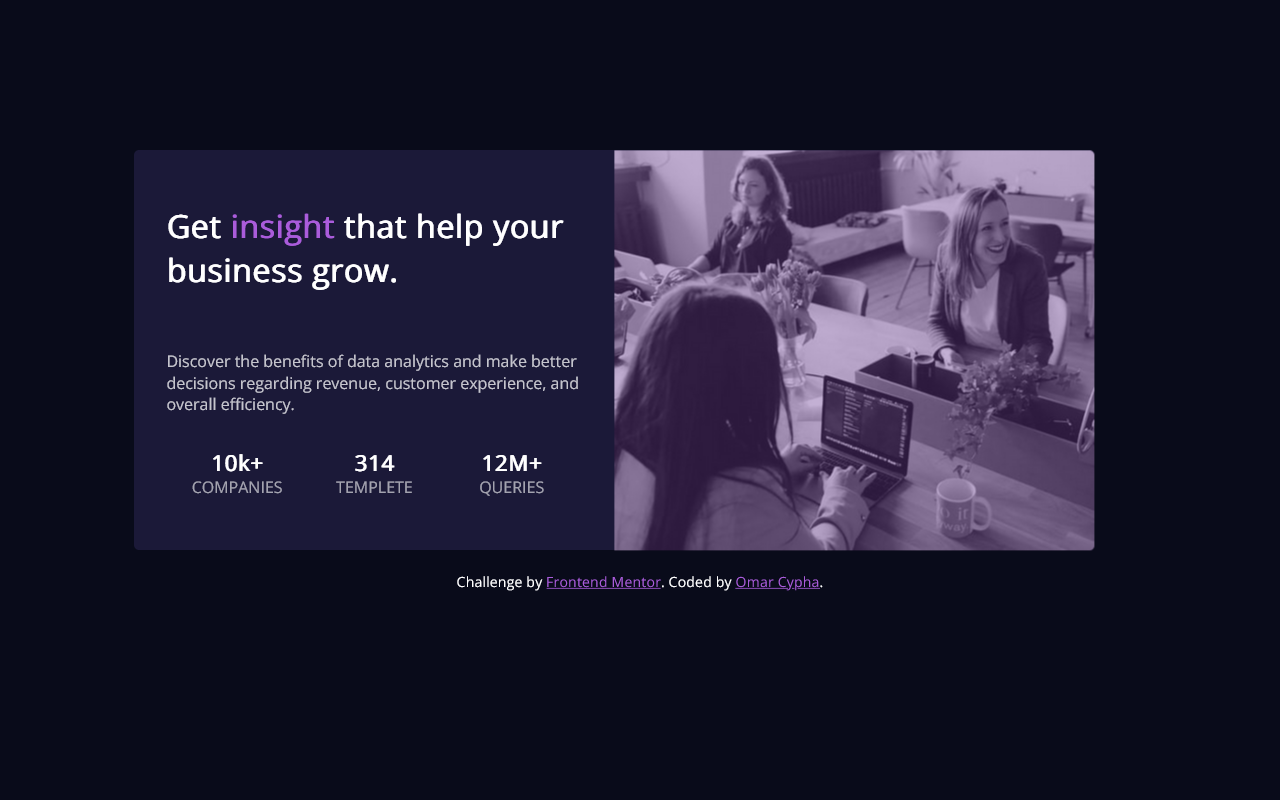 Get insight that help your
business grow.
Discover the benefits of data analytics and make better
decisions regarding revenue, customer experience, and
overall efficiency.
10k+ 314 12M+
COMPANIES TEMPLETE QUERIES
Challenge by Frontend Mentor. Coded by Omar Cypha.